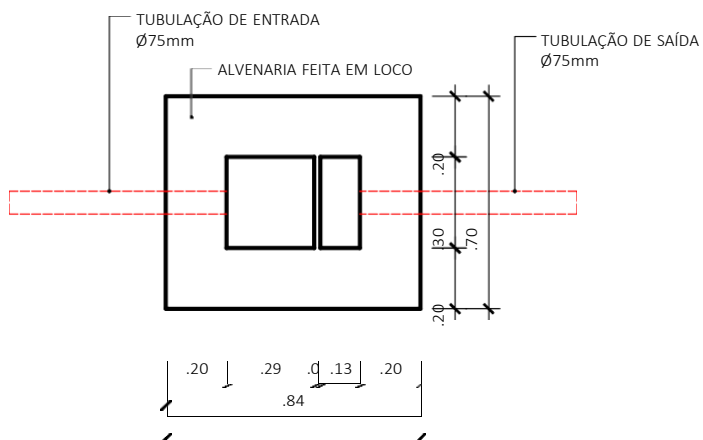 TUBULAÇÃO DE ENTRADA
Ø75mm
TUBULAÇÃO DE SAÍDA
Ø75mm
ALVENARIA FEITA EM LOCO
.20
.30
.70
.20
.20 .29 .0 .13 .20
.84